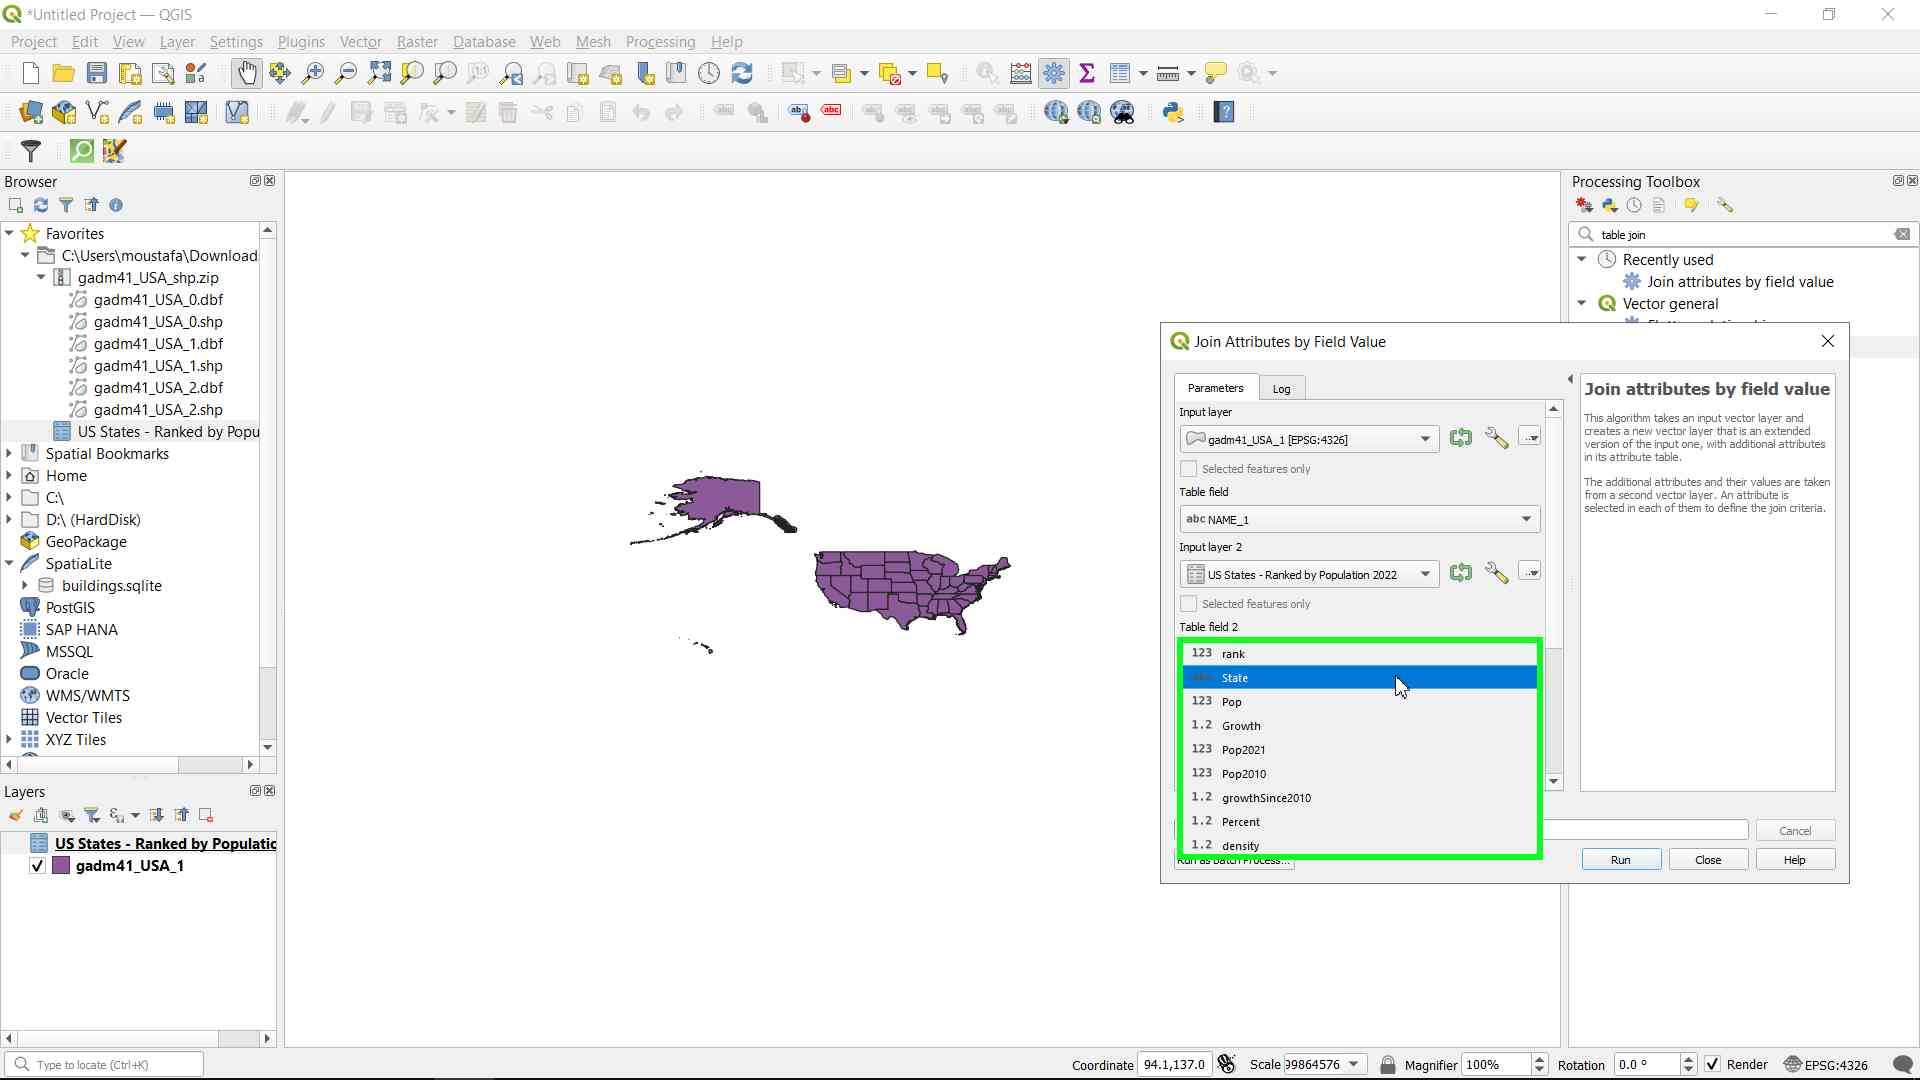 *Untitled Project — QGIS
Project Edit View Layer Settings Plugins Vector Raster Database Web Mesh Processing Help
Browser
Favorites
C:\Users\moustafa\Download
gadm41_USA_shp.zip
gadm41_USA_0.dbf
gadm41_USA_0.shp
gadm41_USA_1.dbf
gadm41_USA_1.shp
gadm41_USA_2.dbf
gadm41_USA_2.shp
US States - Ranked by Popu
Spatial Bookmarks
Home
C:\
D:\ (HardDisk)
GeoPackage
SpatiaLite
buildings.sqlite
PostGIS
SAP HANA
MSSQL
Oracle
WMS/WMTS
Vector Tiles
XYZ Tiles
Layers
US States - Ranked by Populatic
gadm41_USA_1
Processing Toolbox
table join
Recently used
Join attributes by field value
Vector general
Join Attributes by Field Value
Parameters Log
Input layer
gadm41_USA_1 [EPSG:4326]
Selected features only
Table field
abc NAME_1
Input layer 2
US States - Ranked by Population 2022
Selected features only
Table field 2
123 rank
State
123 Pop
1.2 Growth
123 Pop2021
123 Pop2010
1.2 growthSince2010
1.2 Percent
1.2 density
Run as Batch Process...
Join attributes by field value
This algorithm takes an input vector layer and
creates a new vector layer that is an extended
version of the input one, with additional attributes
in its attribute table.
The additional attributes and their values are taken
from a second vector layer. An attribute is
selected in each of them to define the join criteria.
Cancel
Run Close Help
Type to locate (Ctrl+K)
Coordinate 94.1,137.0 Scale 99864576 Magnifier 100% Rotation 0.0 ° Render EPSG:4326